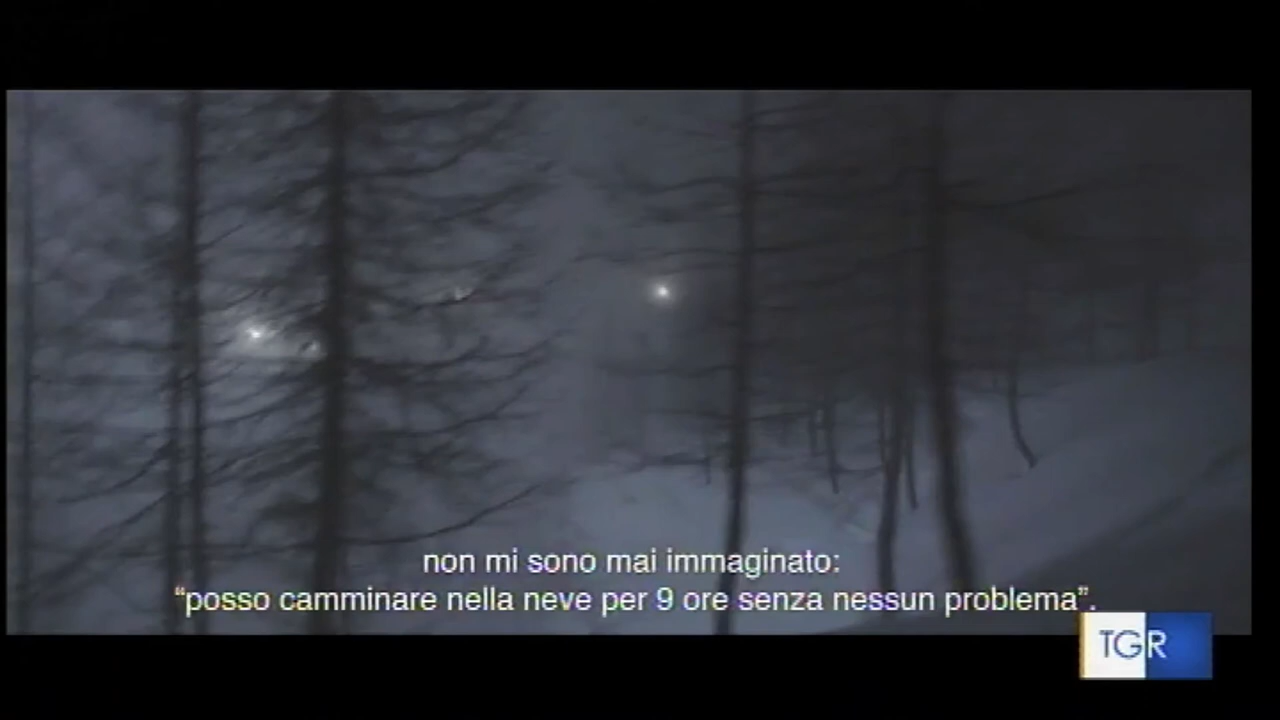 non mi sono mai immaginato:
“posso camminare nella neve per 9 ore senza nessun problema”.
TGR